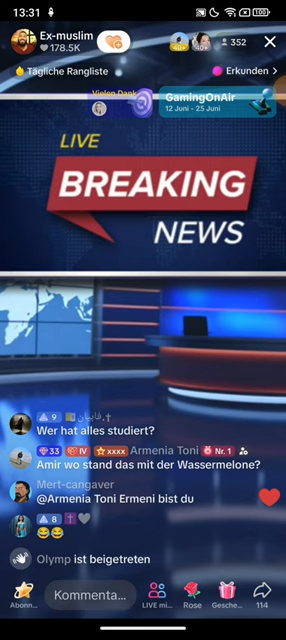 13:31
100
Ex-muslim
178.5K
40+
40+
352
Tägliche Rangliste
Erkunden >
Vielen Dank
GamingOnAir
12 Juni - 25 Juni
LIVE
BREAKING
NEWS
9
Wer hat alles studiert?
33 IV xxxx Armenia Toni Nr. 1
Amir wo stand das mit der Wassermelone?
Mert-cangaver
@Armenia Toni Ermeni bist du
8
😂😂
Olymp ist beigetreten
Abonn...
Kommenta...
LIVE mi...
Rose
Gesche...
114